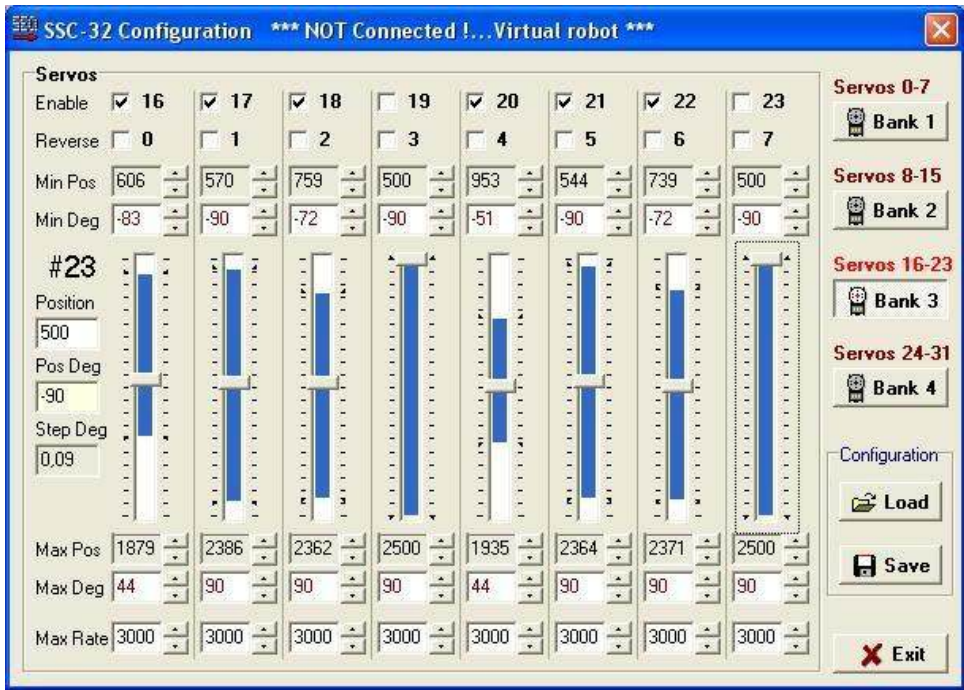 SSC-32 Configuration *** NOT Connected !...Virtual robot ***
Servos
Enable 16 17 18 19 20 21 22 23
Reverse 0 1 2 3 4 5 6 7
Min Pos 606 570 759 500 953 544 739 500
Min Deg -83 -90 -72 -90 -51 -90 -72 -90
#23
Position
500
Pos Deg
-90
Step Deg
0,09
Max Pos 1879 2386 2362 2500 1935 2364 2371 2500
Max Deg 44 90 90 90 44 90 90 90
Max Rate 3000 3000 3000 3000 3000 3000 3000 3000
Servos 0-7
Bank 1
Servos 8-15
Bank 2
Servos 16-23
Bank 3
Servos 24-31
Bank 4
Configuration
Load
Save
Exit